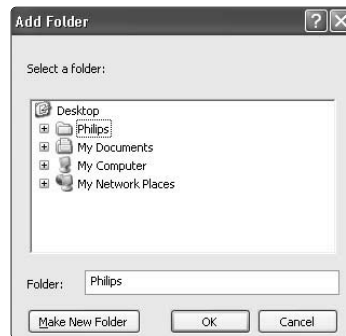 Add Folder
Select a folder:
Desktop
Philips
My Documents
My Computer
My Network Places
Folder: Philips
Make New Folder OK Cancel